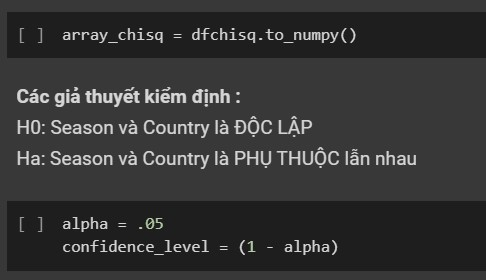 [ ] array_chisq = dfchisq.to_numpy()
Các giả thuyết kiểm định :
H0: Season và Country là ĐỘC LẬP
Ha: Season và Country là PHỤ THUỘC lẫn nhau
[ ] alpha = .05
confidence_level = (1 - alpha)